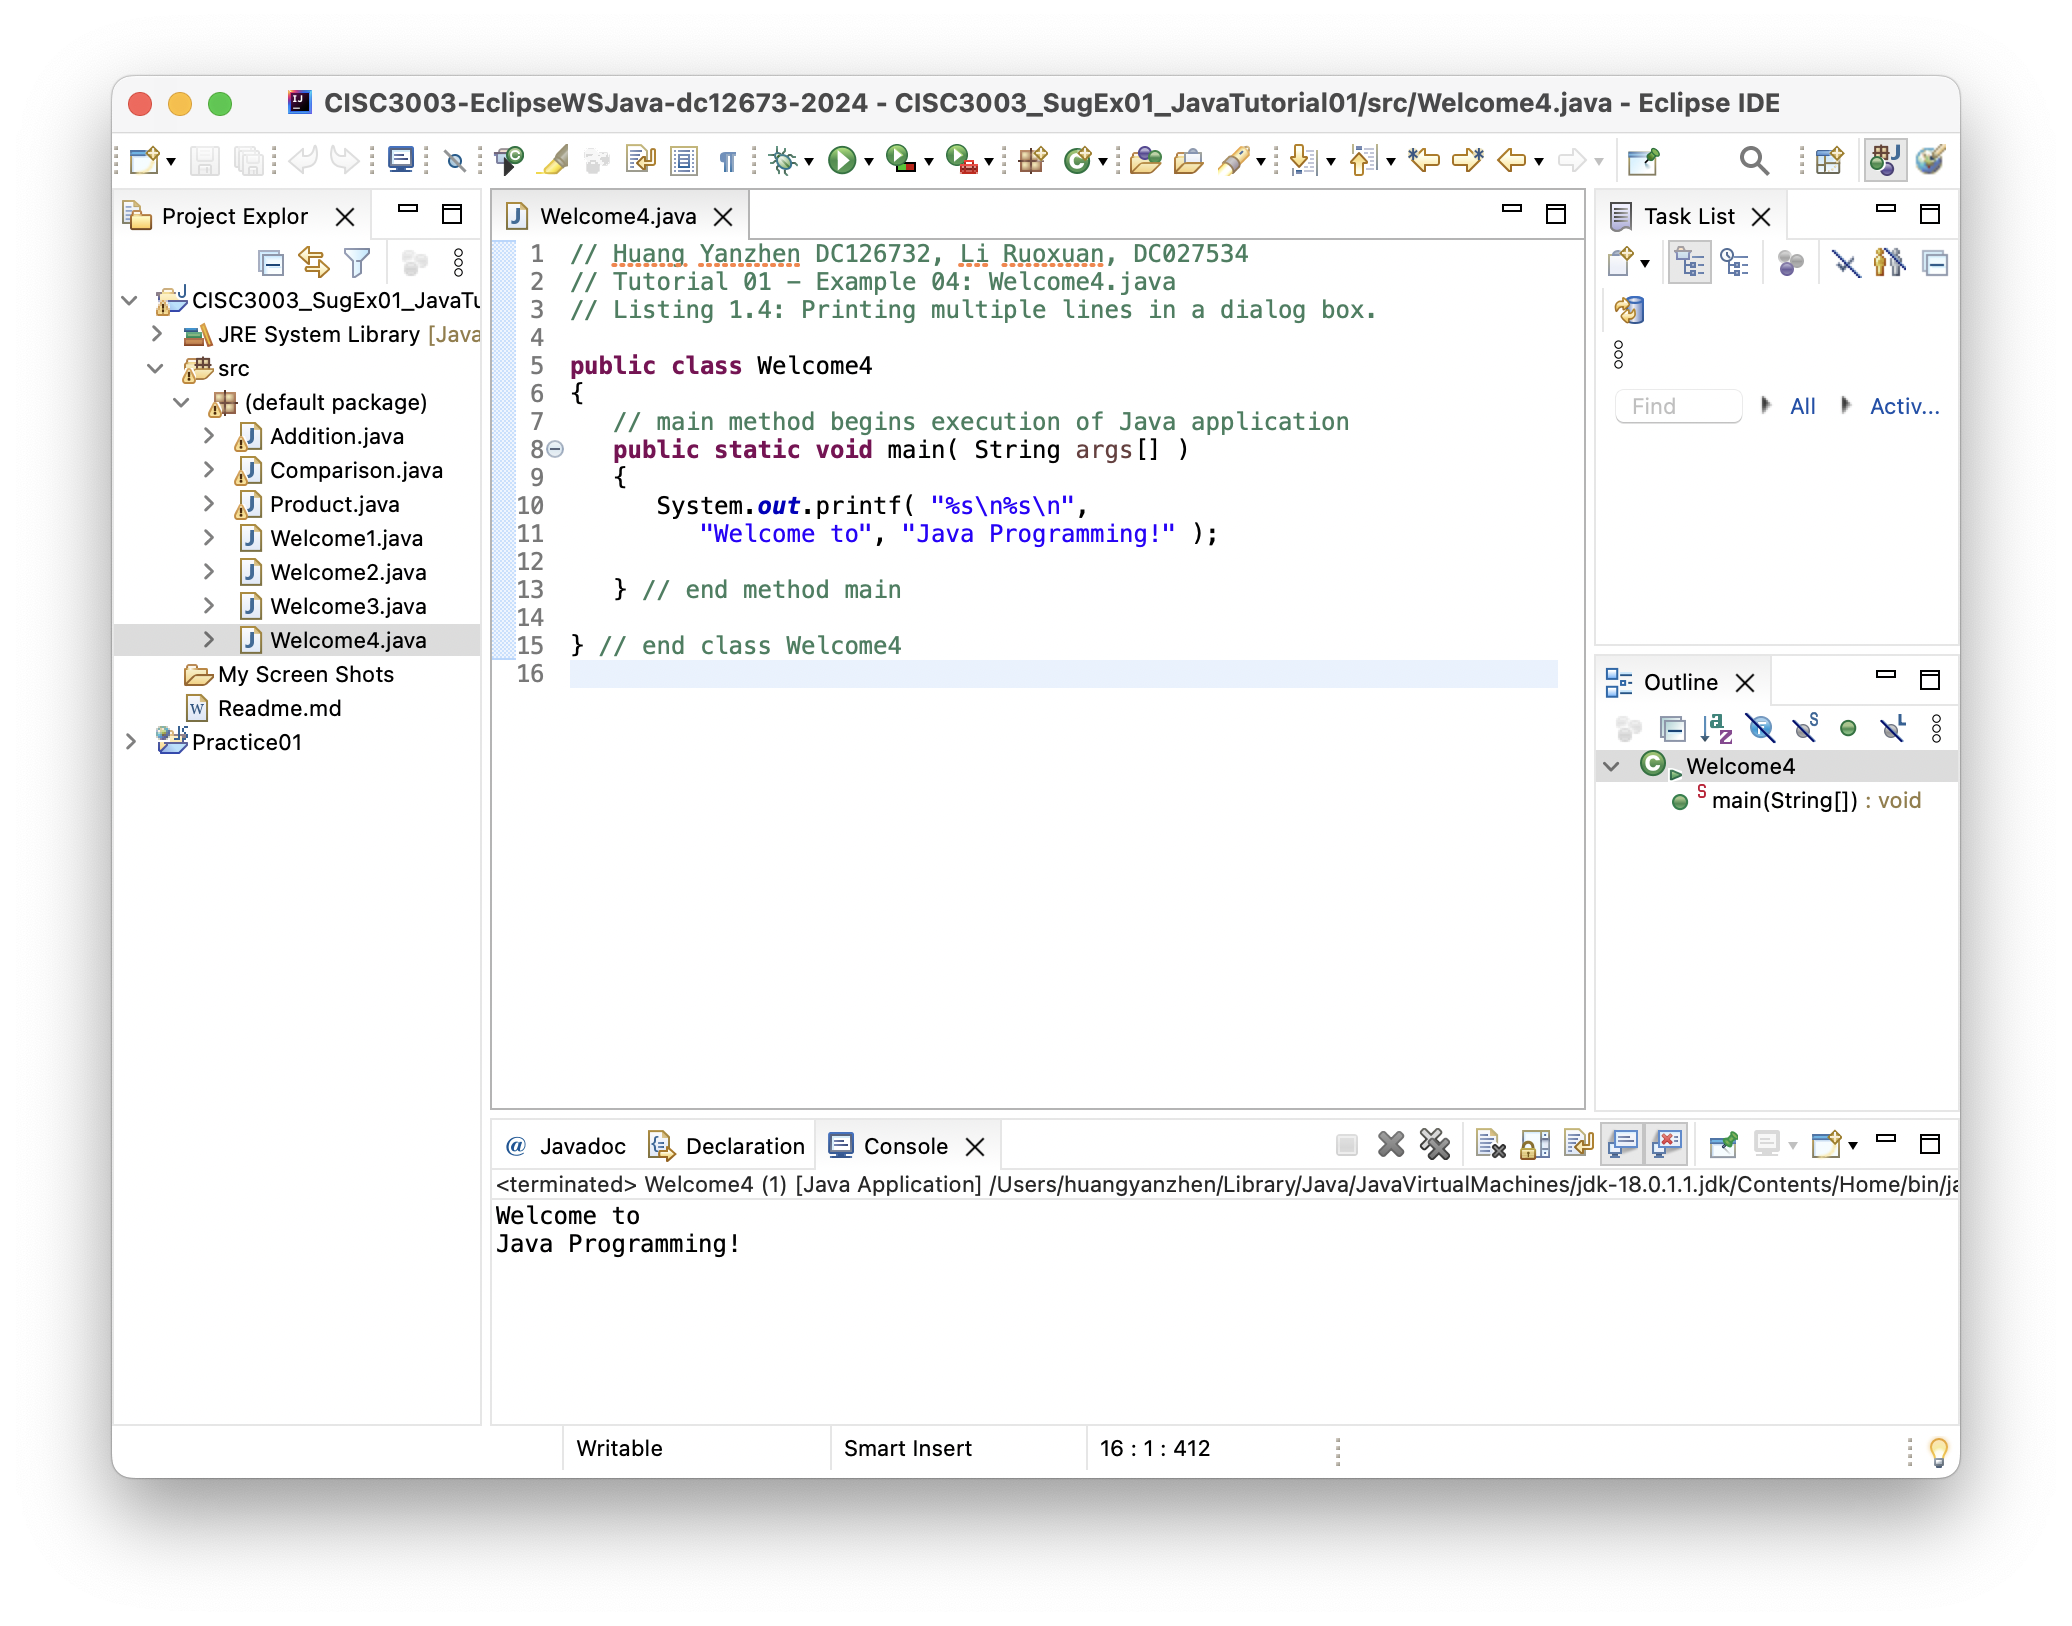 CISC3003-EclipseWSJava-dc12673-2024 - CISC3003_SugEx01_JavaTutorial01/src/Welcome4.java - Eclipse IDE
Project Explor
CISC3003_SugEx01_JavaTu
JRE System Library [Java
src
(default package)
Addition.java
Comparison.java
Product.java
Welcome1.java
Welcome2.java
Welcome3.java
Welcome4.java
My Screen Shots
Readme.md
Practice01
Welcome4.java
1 // Huang Yanzhen DC126732, Li Ruoxuan, DC027534
2 // Tutorial 01 – Example 04: Welcome4.java
3 // Listing 1.4: Printing multiple lines in a dialog box.
4
5 public class Welcome4
6 {
7 // main method begins execution of Java application
8 public static void main( String args[] )
9 {
10 System.out.printf( "%s\n%s\n",
11 "Welcome to", "Java Programming!" );
12
13 } // end method main
14
15 } // end class Welcome4
16
Task List
Find All Activ...
Outline
Welcome4
main(String[]) : void
@ Javadoc Declaration Console
<terminated> Welcome4 (1) [Java Application] /Users/huangyanzhen/Library/Java/JavaVirtualMachines/jdk-18.0.1.1.jdk/Contents/Home/bin/ja
Welcome to
Java Programming!
Writable Smart Insert 16 : 1 : 412